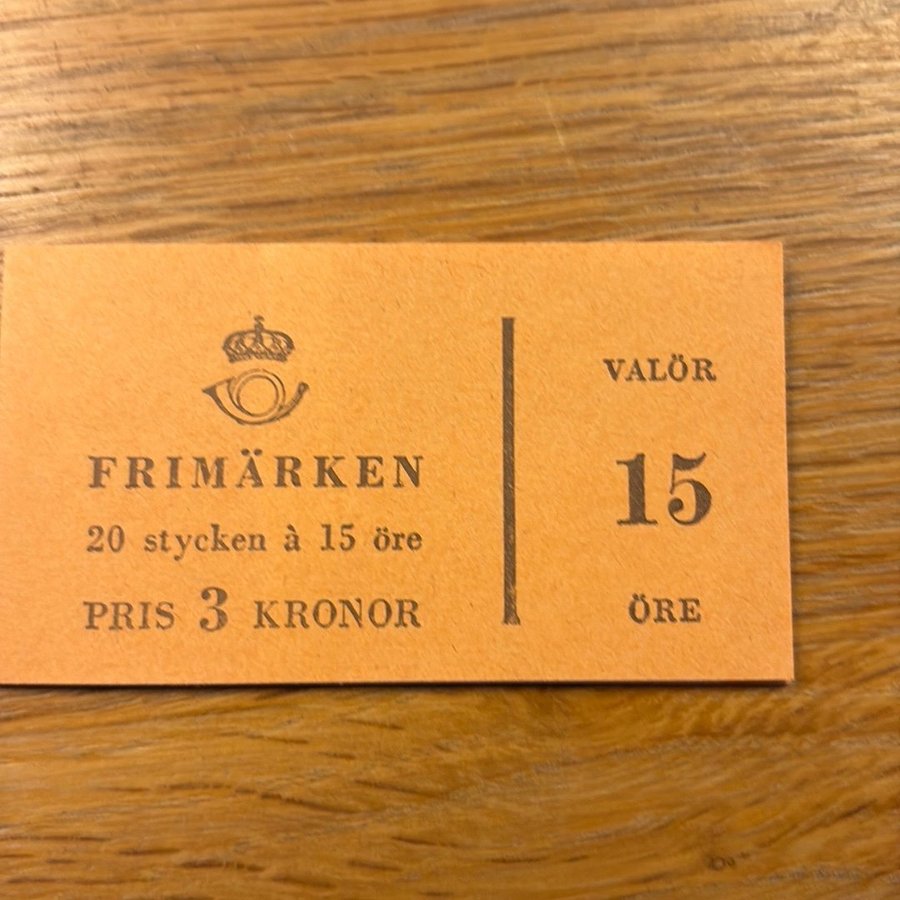 FRIMÄRKEN
20 stycken à 15 öre
PRIS 3 KRONOR
VALÖR
15
ÖRE